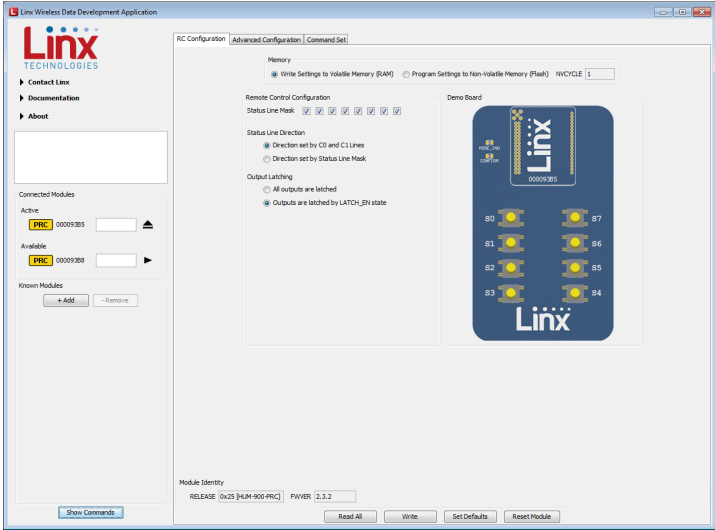 Linx Wireless Data Development Application
Linx
TECHNOLOGIES
Contact Linx
Documentation
About
Connected Modules
Active
PRC 000093B5
Available
PRC 000093B8
Known Modules
+ Add - Remove
Show Commands
RC Configuration Advanced Configuration Command Set
Memory
Write Settings to Volatile Memory (RAM) Program Settings to Non-Volatile Memory (Flash) NVCYCLE 1
Remote Control Configuration
Status Line Mask
Status Line Direction
Direction set by C0 and C1 Lines
Direction set by Status Line Mask
Output Latching
All outputs are latched
Outputs are latched by LATCH_EN state
Demo Board
Linx
MODE_IND
CONFIRM
000093B5
S0 S7
S1 S6
S2 S5
S3 S4
Linx
Module Identity
RELEASE 0x25 [HUM-900-PRC] FWVER 2.3.2
Read All Write Set Defaults Reset Module